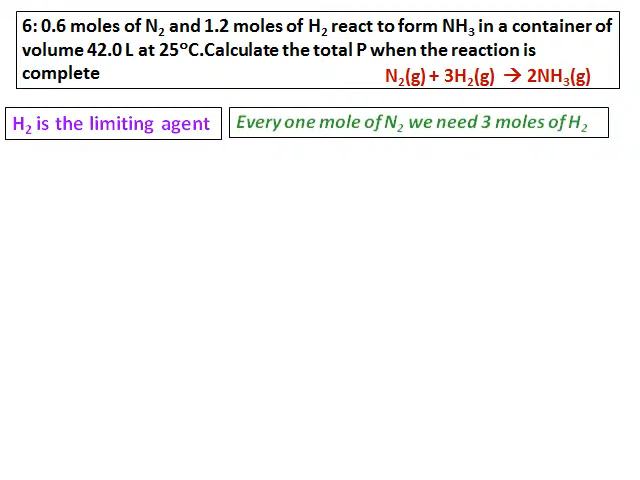 6: 0.6 moles of N₂ and 1.2 moles of H₂ react to form NH₃ in a container of
volume 42.0 L at 25°C.Calculate the total P when the reaction is
complete N₂(g) + 3H₂(g) → 2NH₃(g)
H₂ is the limiting agent
Every one mole of N₂ we need 3 moles of H₂